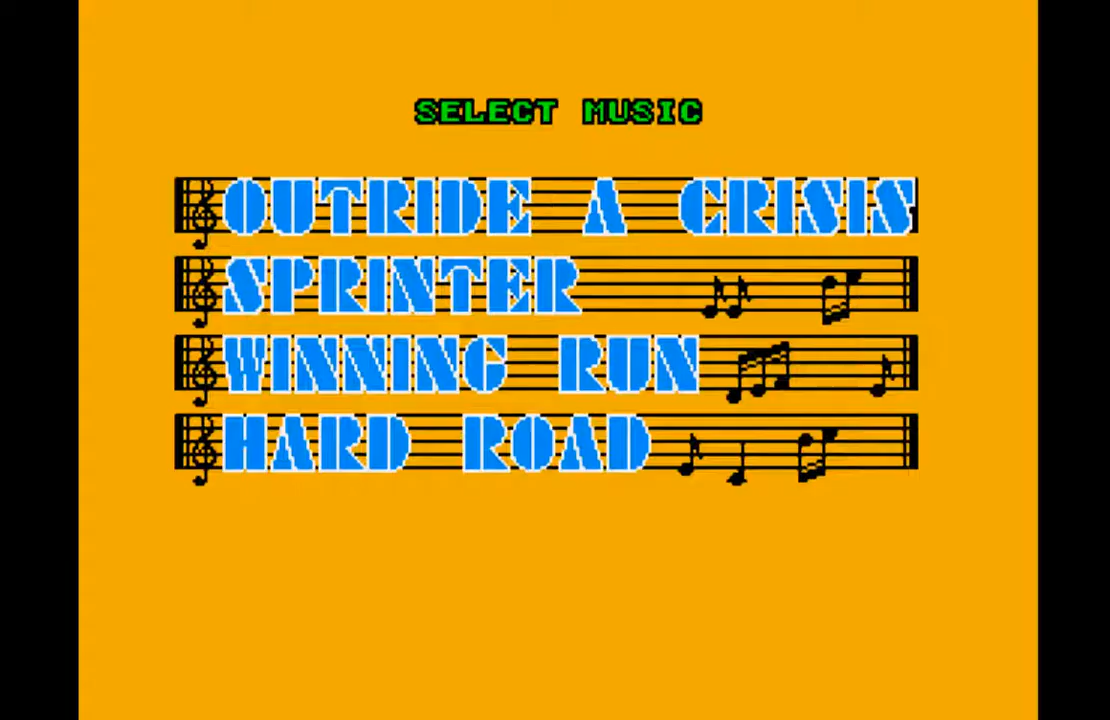 SELECT MUSIC
OUTRIDE A CRISIS
SPRINTER
WINNING RUN
HARD ROAD